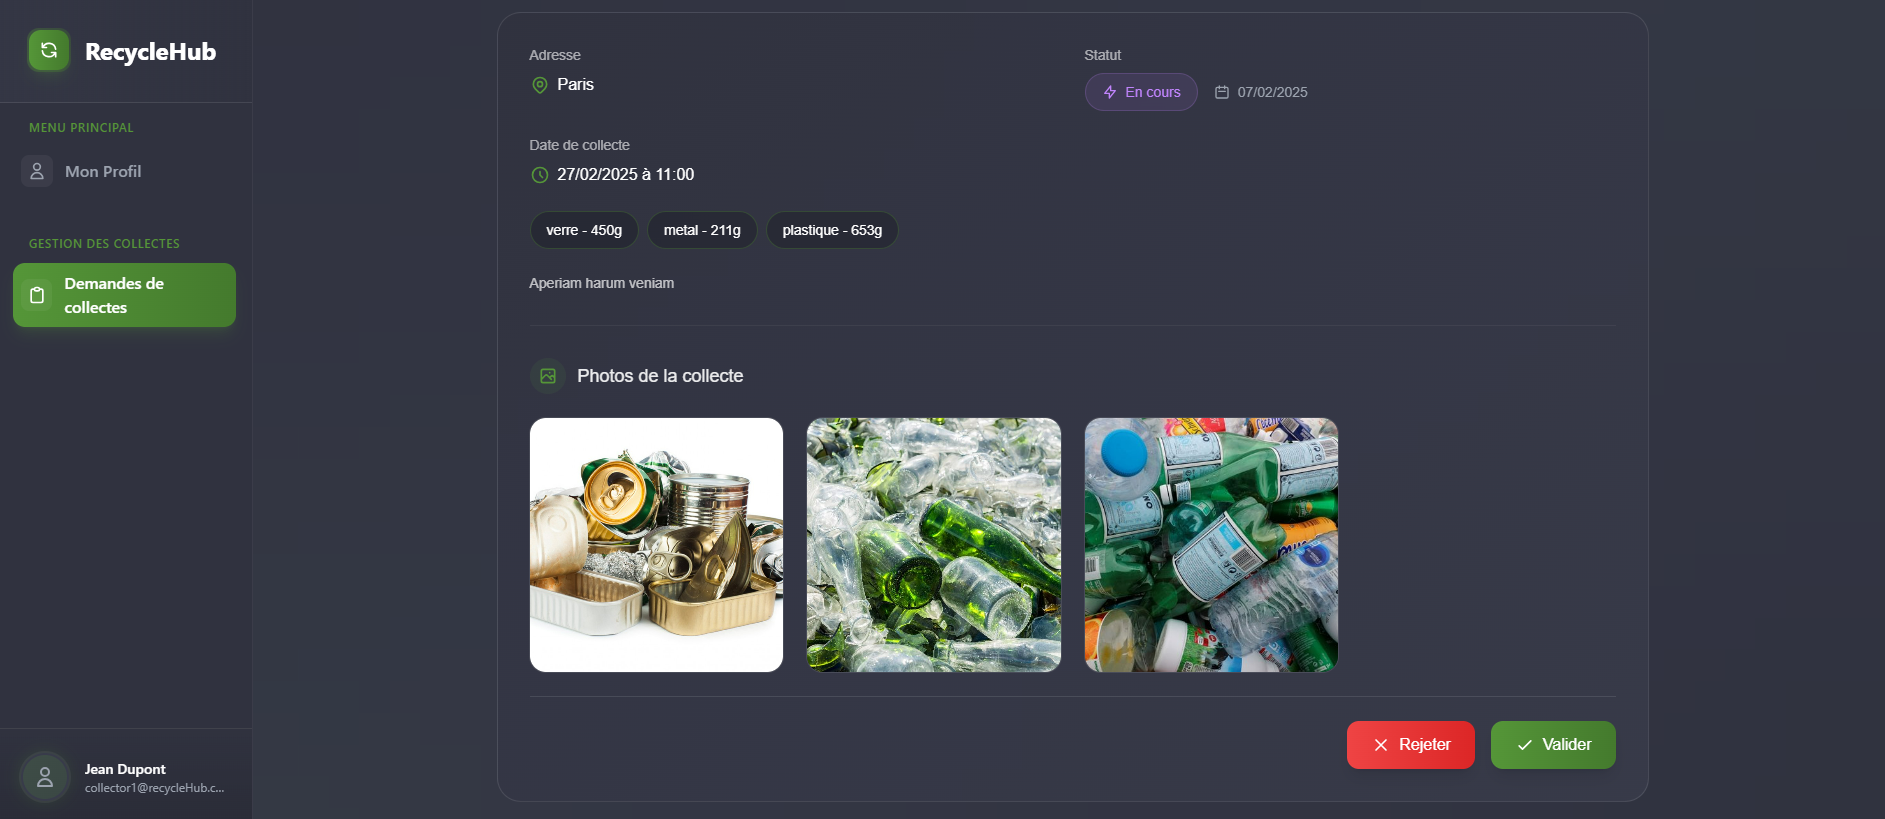 RecycleHub
MENU PRINCIPAL
Mon Profil
GESTION DES COLLECTES
Demandes de
collectes
Jean Dupont
collector1@recycleHub.c...
Adresse
Paris
Statut
En cours
07/02/2025
Date de collecte
27/02/2025 à 11:00
verre - 450g
metal - 211g
plastique - 653g
Aperiam harum veniam
Photos de la collecte
Rejeter
Valider